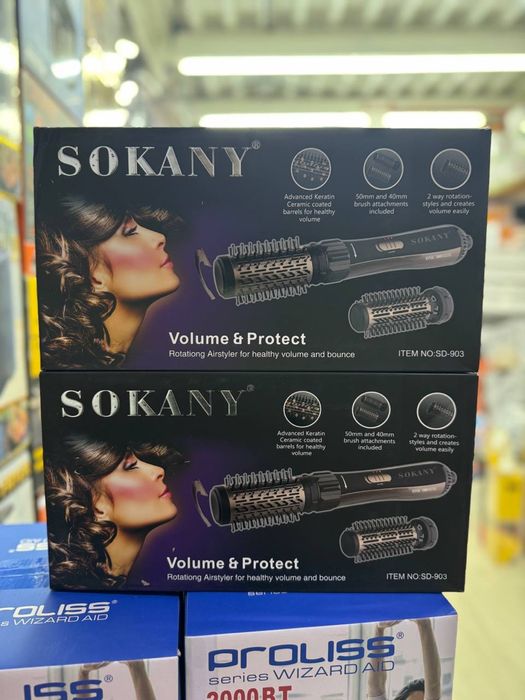 SOKANY®
Advanced Keratin
Ceramic coated
barrels for healthy
volume
50mm and 40mm
brush attachments
included
2 way rotation-
styles and creates
volume easily
SOKANY
Volume & Protect
Rotationg Airstyler for healthy volume and bounce
ITEM NO:SD-903
SOKANY®
Advanced Keratin
Ceramic coated
barrels for healthy
volume
50mm and 40mm
brush attachments
included
2 way rotation-
styles and creates
volume easily
SOKANY
Volume & Protect
Rotationg Airstyler for healthy volume and bounce
ITEM NO:SD-903
PROLISS
s WIZARD AID
ISS
PROLISS®
series WIZARD AID
2000BT